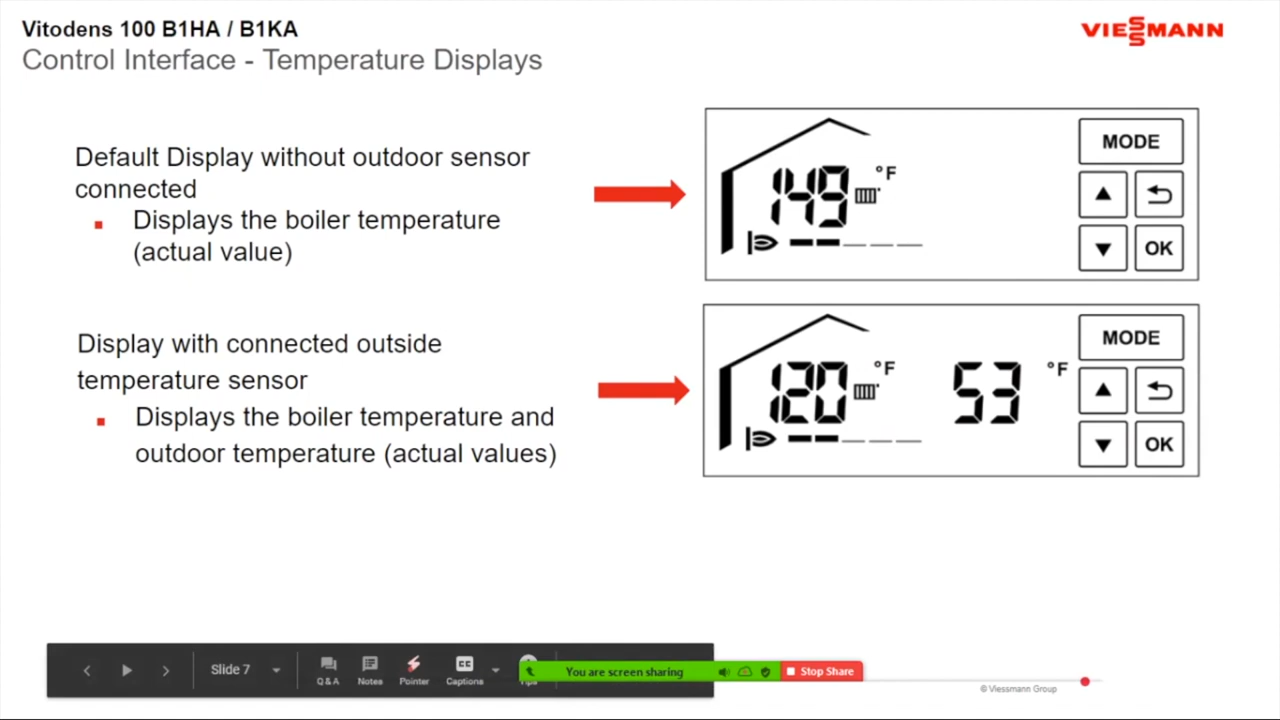 Vitodens 100 B1HA / B1KA
Control Interface - Temperature Displays
VIESSMANN
Default Display without outdoor sensor
connected
Displays the boiler temperature
(actual value)
149 °F
MODE
OK
Display with connected outside
temperature sensor
Displays the boiler temperature and
outdoor temperature (actual values)
120 °F 53 °F
MODE
OK
Slide 7
Q & A
Notes
Pointer
CC
Captions
You are screen sharing
Stop Share
© Viessmann Group